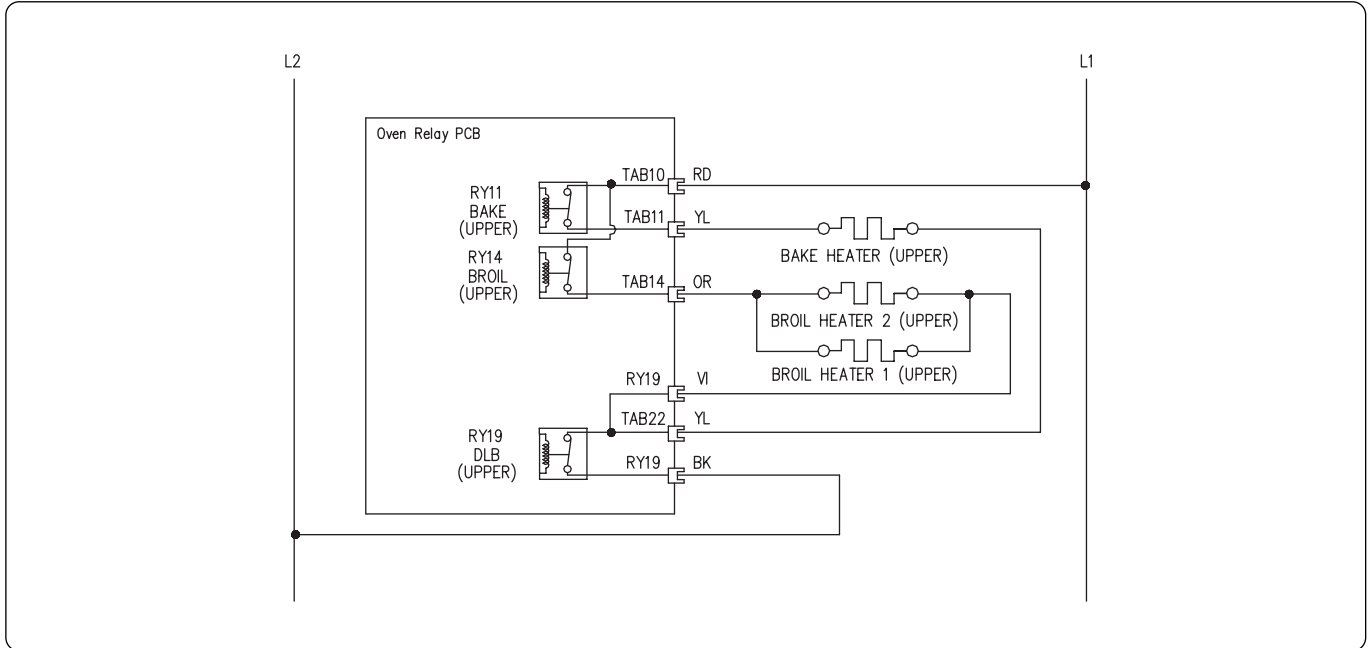 L2
L1
Oven Relay PCB
TAB10
RD
RY11
BAKE
(UPPER)
TAB11
YL
BAKE HEATER (UPPER)
RY14
BROIL
(UPPER)
TAB14
OR
BROIL HEATER 2 (UPPER)
BROIL HEATER 1 (UPPER)
RY19
VI
TAB22
YL
RY19
DLB
(UPPER)
RY19
BK